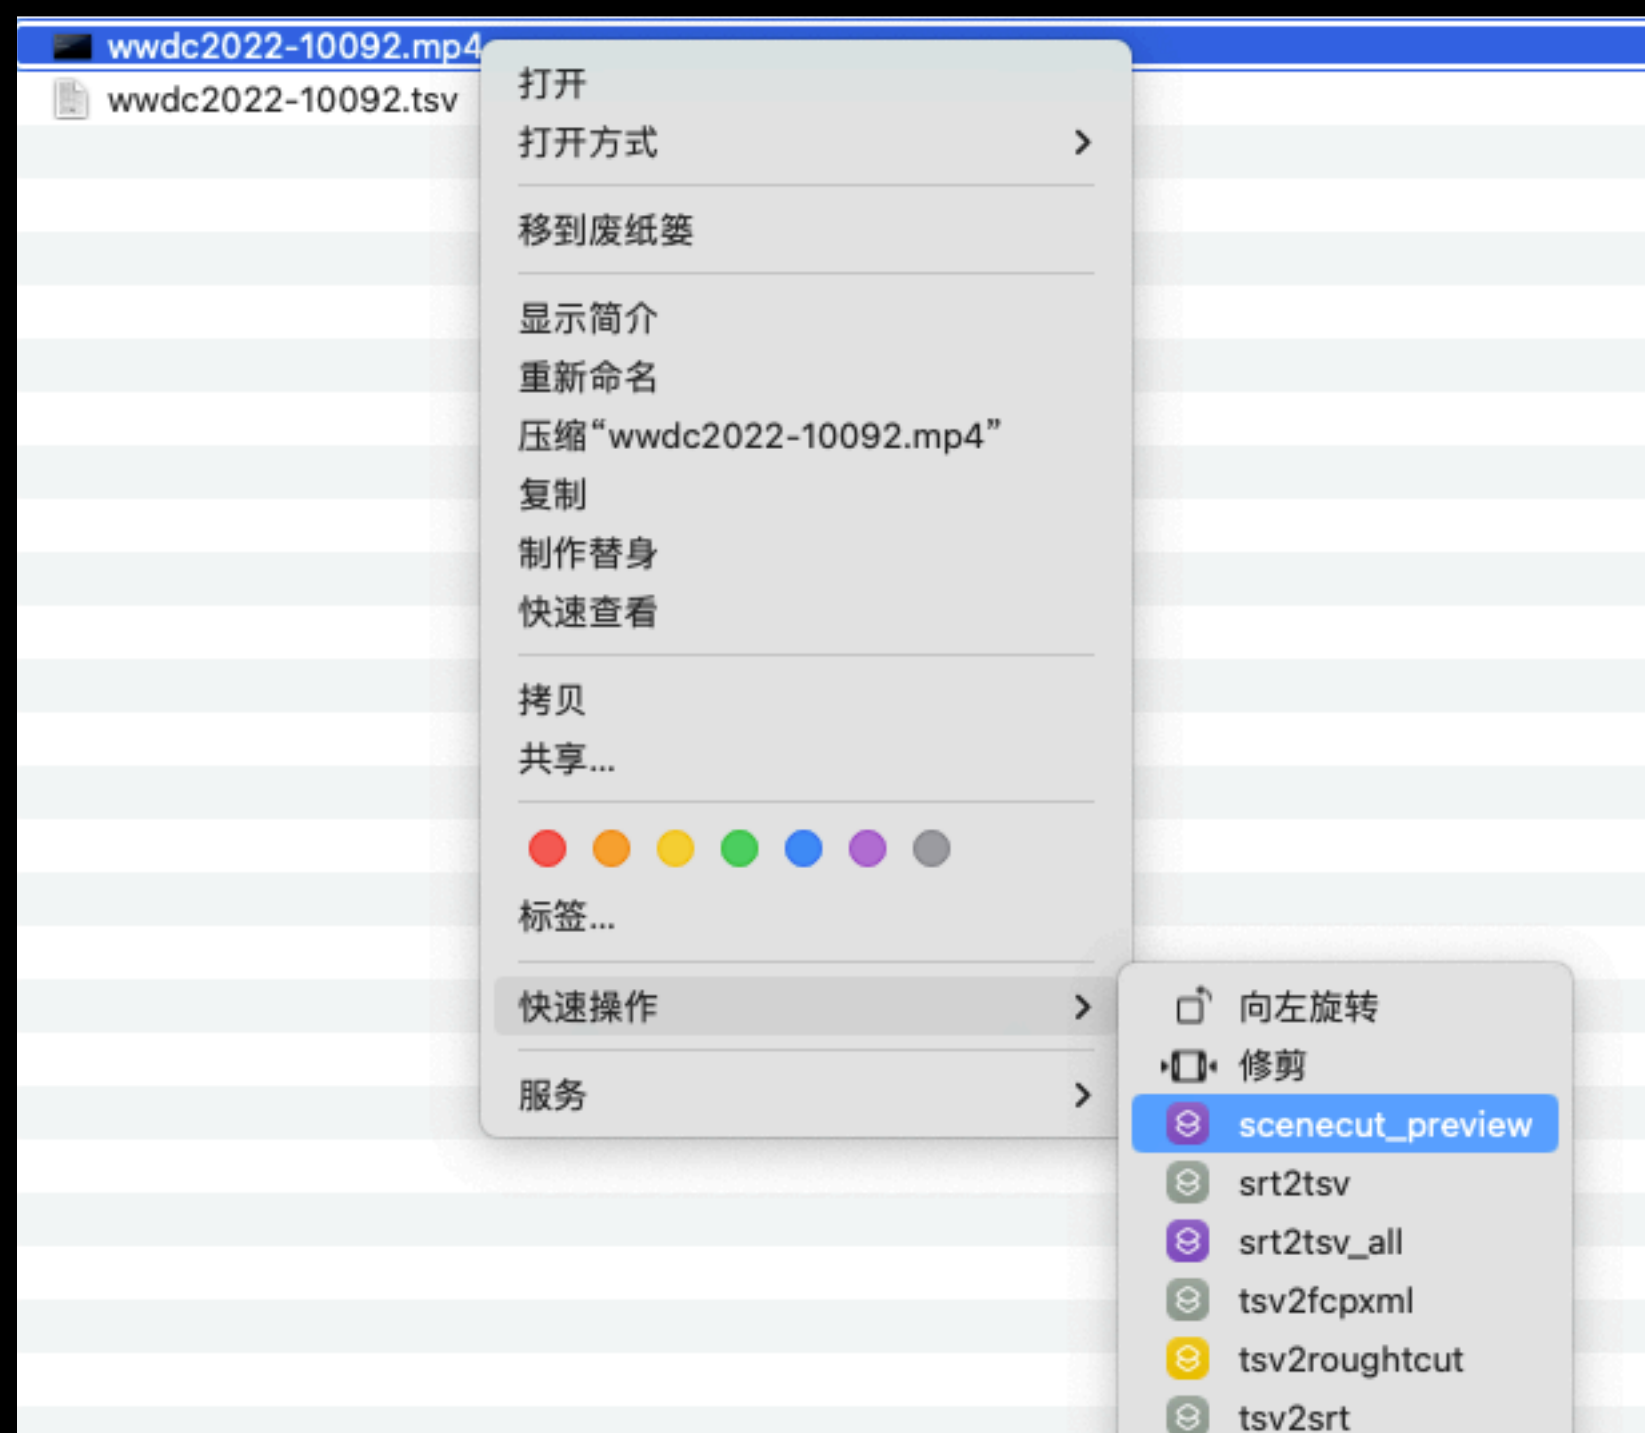 wwdc2022-10092.mp4
wwdc2022-10092.tsv
打开
打开方式
移到废纸篓
显示简介
重新命名
压缩“wwdc2022-10092.mp4”
复制
制作替身
快速查看
拷贝
共享...
标签...
快速操作
服务
向左旋转
修剪
scenecut_preview
srt2tsv
srt2tsv_all
tsv2fcpxml
tsv2roughtcut
tsv2srt